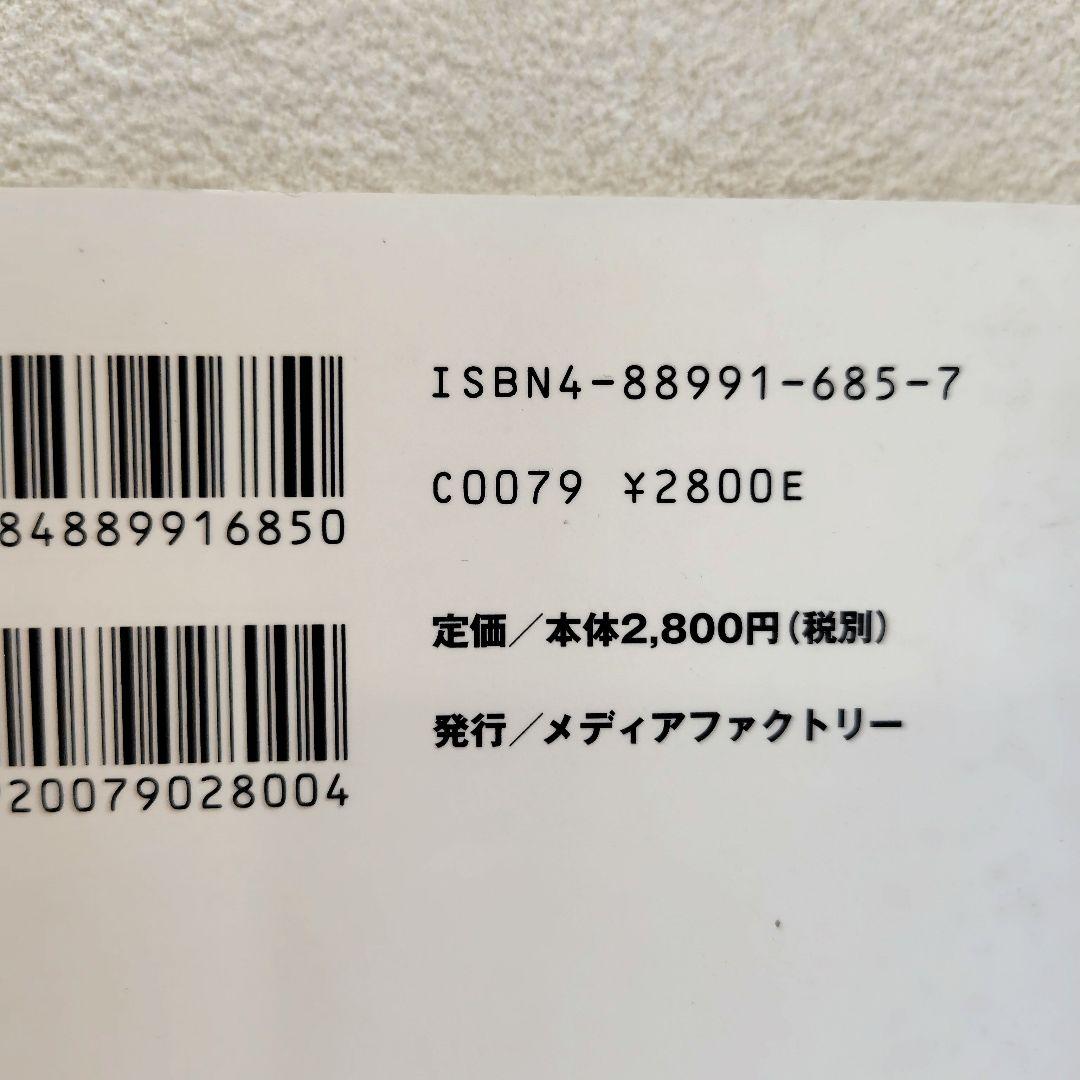 ISBN4-88991-685-7
C0079 ¥2800E
84889916850
定価／本体2,800円（税別）
発行／メディアファクトリー
20079028004